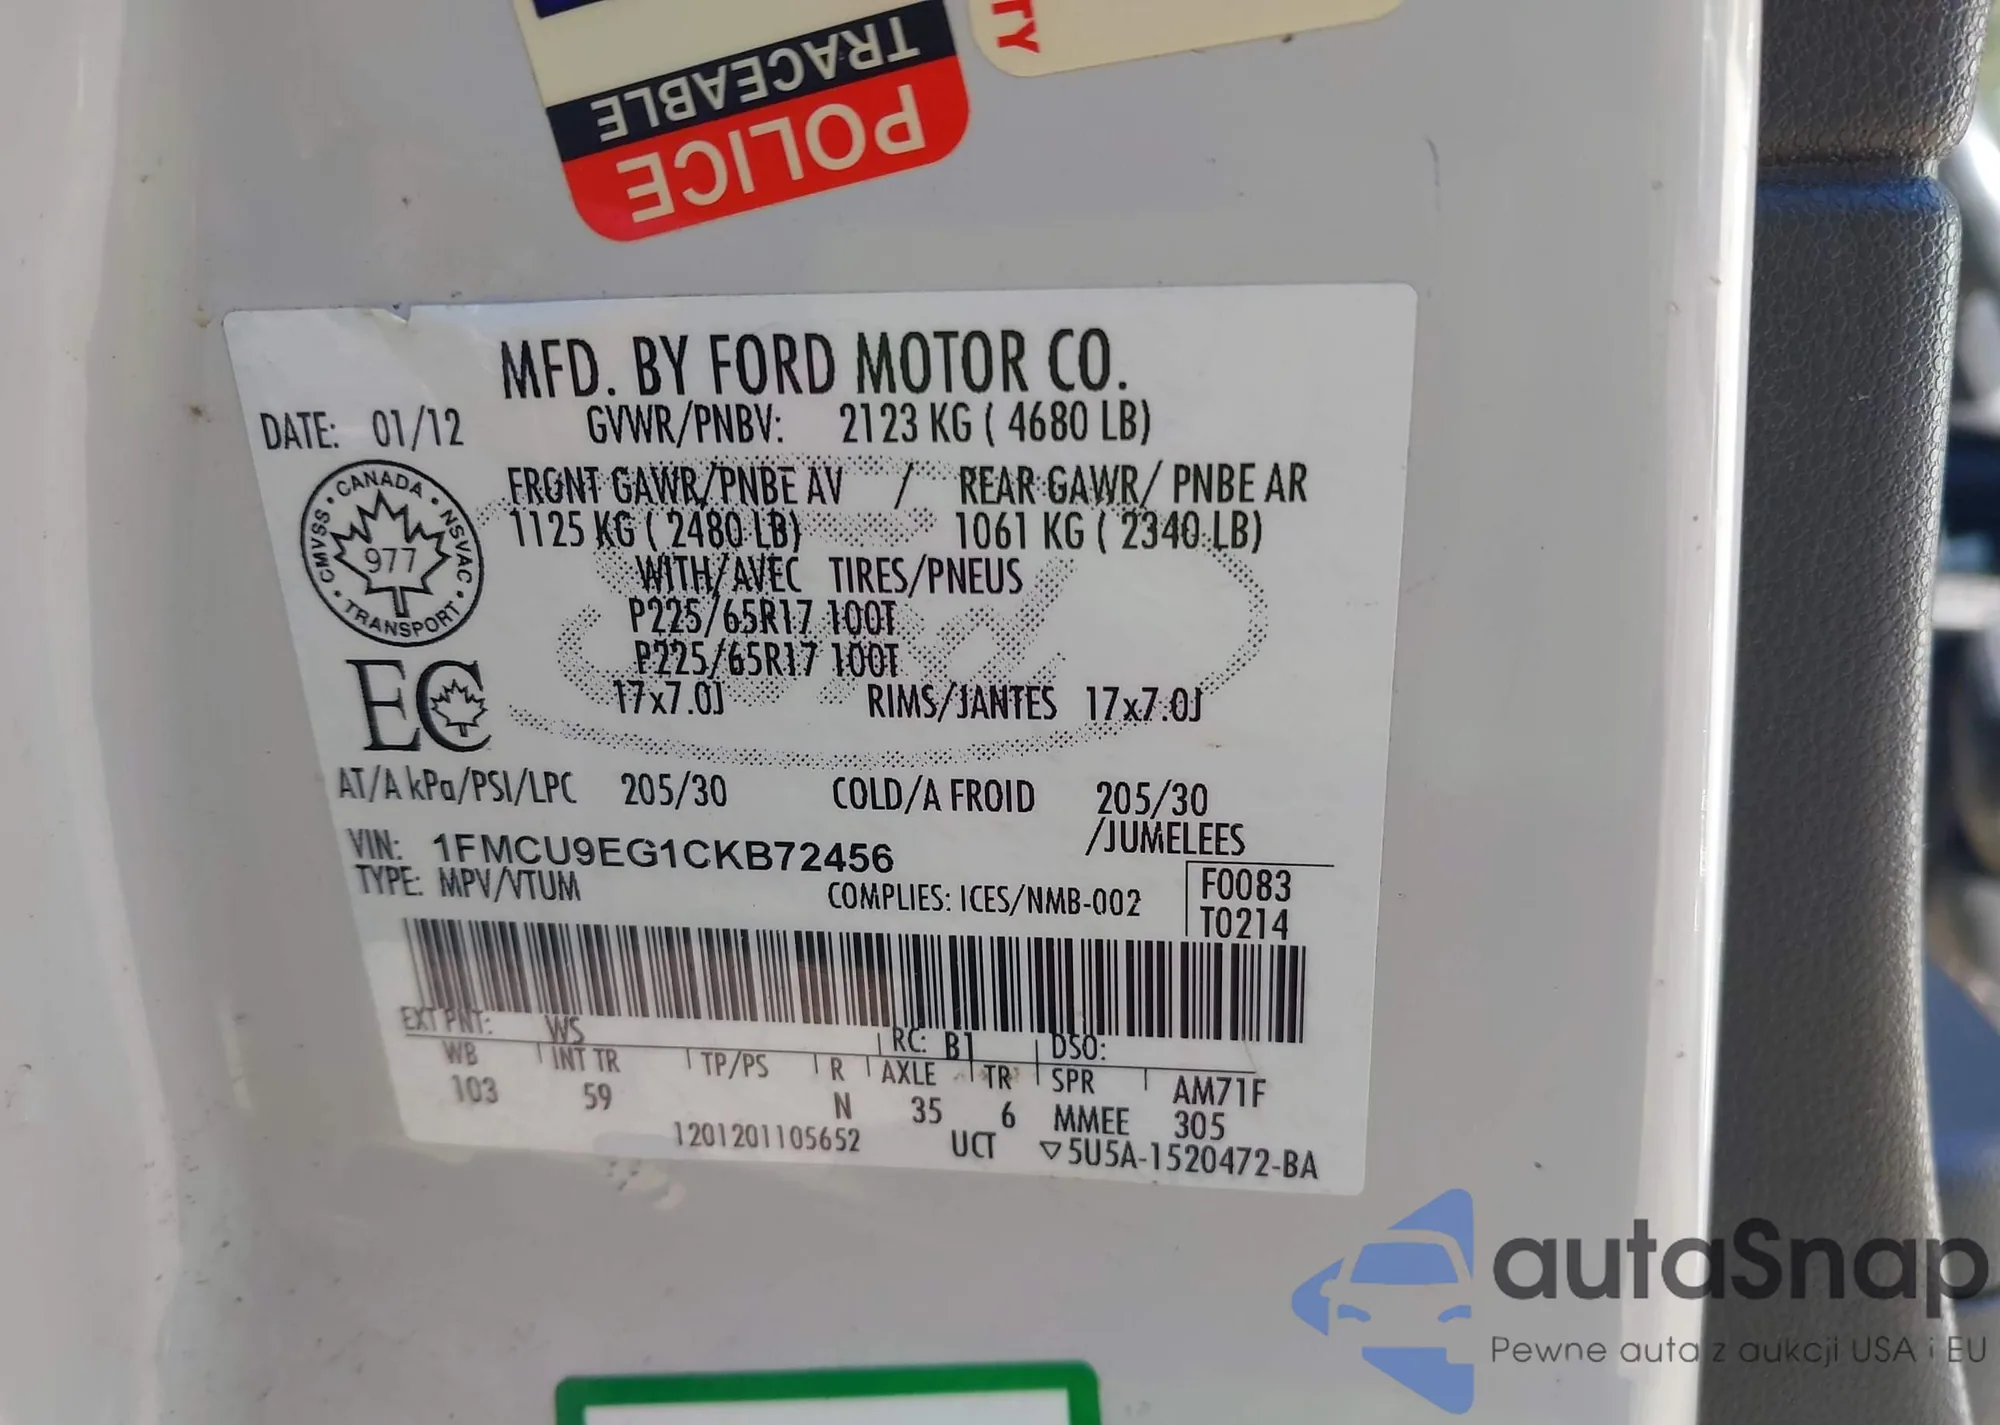 TY
TRACEABLE
POLICE
MFD. BY FORD MOTOR CO.
DATE: 01/12 GVWR/PNBV: 2123 KG ( 4680 LB)
FRONT GAWR/PNBE AV / REAR GAWR/ PNBE AR
1125 KG ( 2480 LB) 1061 KG ( 2340 LB)
WITH/AVEC TIRES/PNEUS
P225/65R17 100T
P225/65R17 100T
17x7.0J RIMS/JANTES 17x7.0J
CANADA
CMVSS • NSVAC
977
TRANSPORT
EC
AT/A kPa/PSI/LPC 205/30 COLD/A FROID 205/30
/JUMELEES
VIN: 1FMCU9EG1CKB72456
TYPE: MPV/VTUM COMPLIES: ICES/NMB-002 F0083
T0214
EXT PNT: WS RC: B1 DSO:
WB INT TR TP/PS R AXLE TR SPR AM71F
103 59 N 35 6 MMEE 305
1201201105652 UCT ▽5U5A-1520472-BA
autoSnap
Pewne auta z aukcji USA i EU